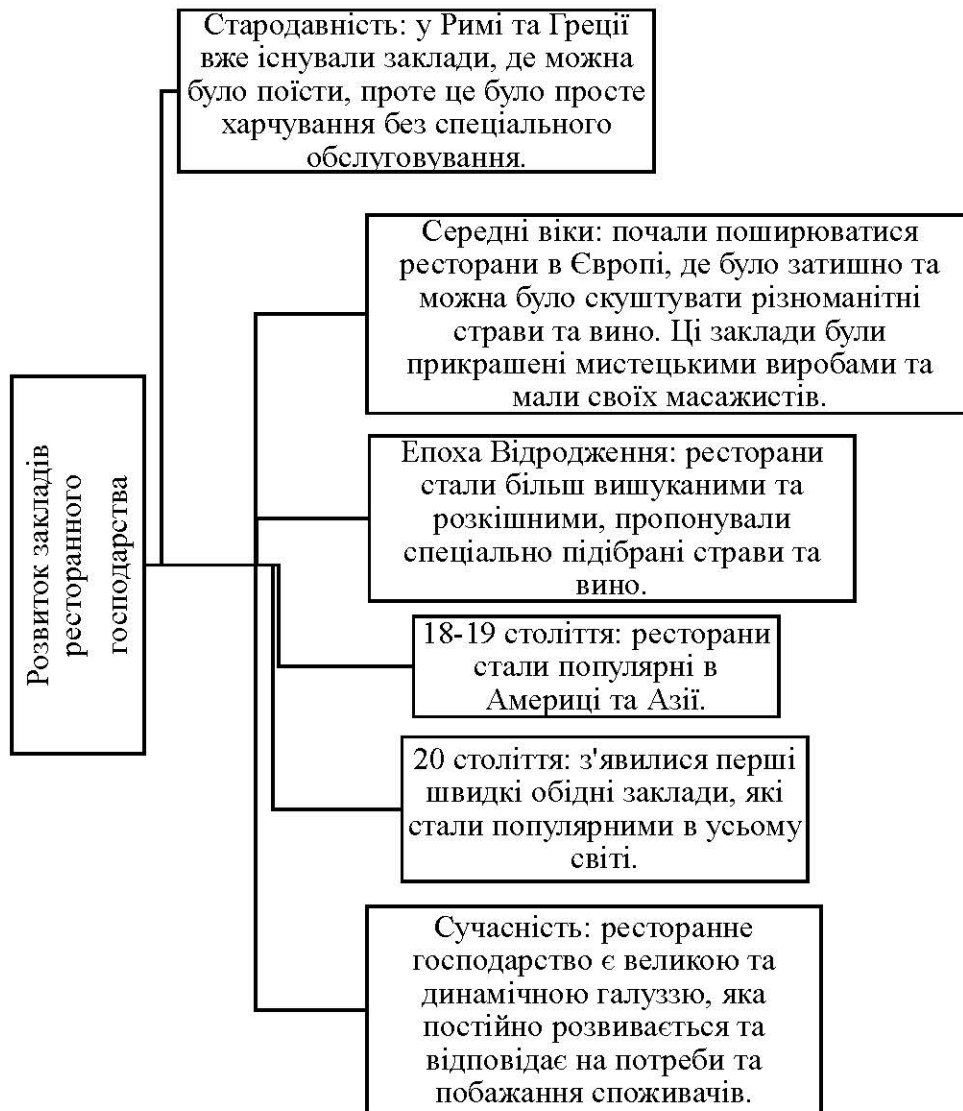 Стародавність: у Римі та Греції
вже існували заклади, де можна
було поїсти, проте це було просте
харчування без спеціального
обслуговування.
Середні віки: почали поширюватися
ресторани в Європі, де було затишно та
можна було скуштувати різноманітні
страви та вино. Ці заклади були
прикрашені мистецькими виробами та
мали своїх масажистів.
Розвиток закладів
ресторанного
господарства
Епоха Відродження: ресторани
стали більш вишуканими та
розкішними, пропонували
спеціально підібрані страви та
вино.
18-19 століття: ресторани
стали популярні в
Америці та Азії.
20 століття: з'явилися перші
швидкі обідні заклади, які
стали популярними в усьому
світі.
Сучасність: ресторанне
господарство є великою та
динамічною галуззю, яка
постійно розвивається та
відповідає на потреби та
побажання споживачів.